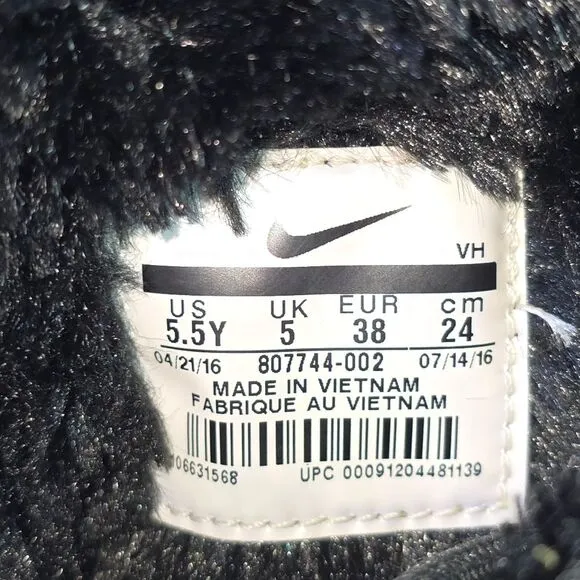 VH
US UK EUR cm
5.5Y 5 38 24
04/21/16 807744-002 07/14/16
MADE IN VIETNAM
FABRIQUE AU VIETNAM
106631568 UPC 00091204481139